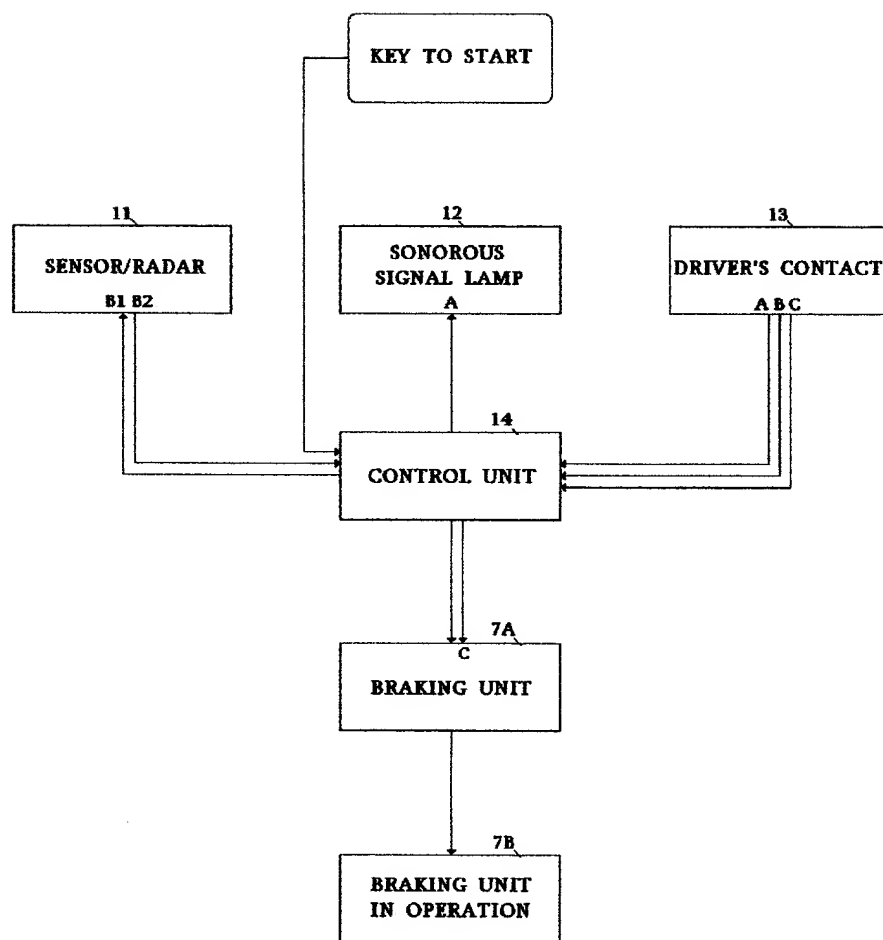 KEY TO START
11
SENSOR/RADAR
B1 B2
12
SONOROUS
SIGNAL LAMP
A
13
DRIVER'S CONTACT
A B C
14
CONTROL UNIT
7A
C
BRAKING UNIT
7B
BRAKING UNIT
IN OPERATION